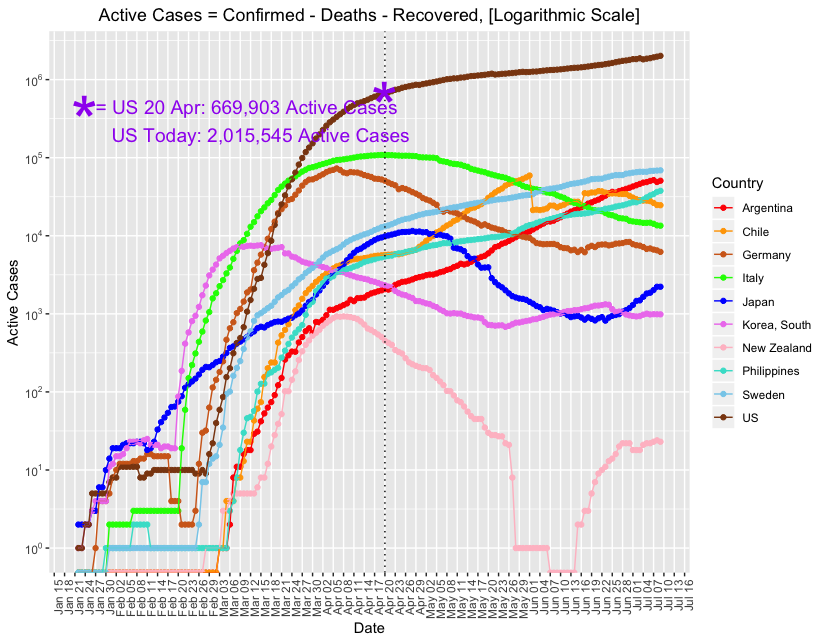 Active Cases = Confirmed - Deaths - Recovered, [Logarithmic Scale]
*= US 20 Apr: 669,903 Active Cases
US Today: 2,015,545 Active Cases
Active Cases
10⁶
10⁵
10⁴
10³
10²
10¹
10⁰
Jan 15
Jan 18
Jan 21
Jan 24
Jan 27
Jan 30
Feb 02
Feb 05
Feb 08
Feb 11
Feb 14
Feb 17
Feb 20
Feb 23
Feb 26
Feb 29
Mar 03
Mar 06
Mar 09
Mar 12
Mar 15
Mar 18
Mar 21
Mar 24
Mar 27
Mar 30
Apr 02
Apr 05
Apr 08
Apr 11
Apr 14
Apr 17
Apr 20
Apr 23
Apr 26
Apr 29
May 02
May 05
May 08
May 11
May 14
May 17
May 20
May 23
May 26
May 29
Jun 01
Jun 04
Jun 07
Jun 10
Jun 13
Jun 16
Jun 19
Jun 22
Jun 25
Jun 28
Jul 01
Jul 04
Jul 07
Jul 10
Jul 13
Jul 16
Date
Country
Argentina
Chile
Germany
Italy
Japan
Korea, South
New Zealand
Philippines
Sweden
US